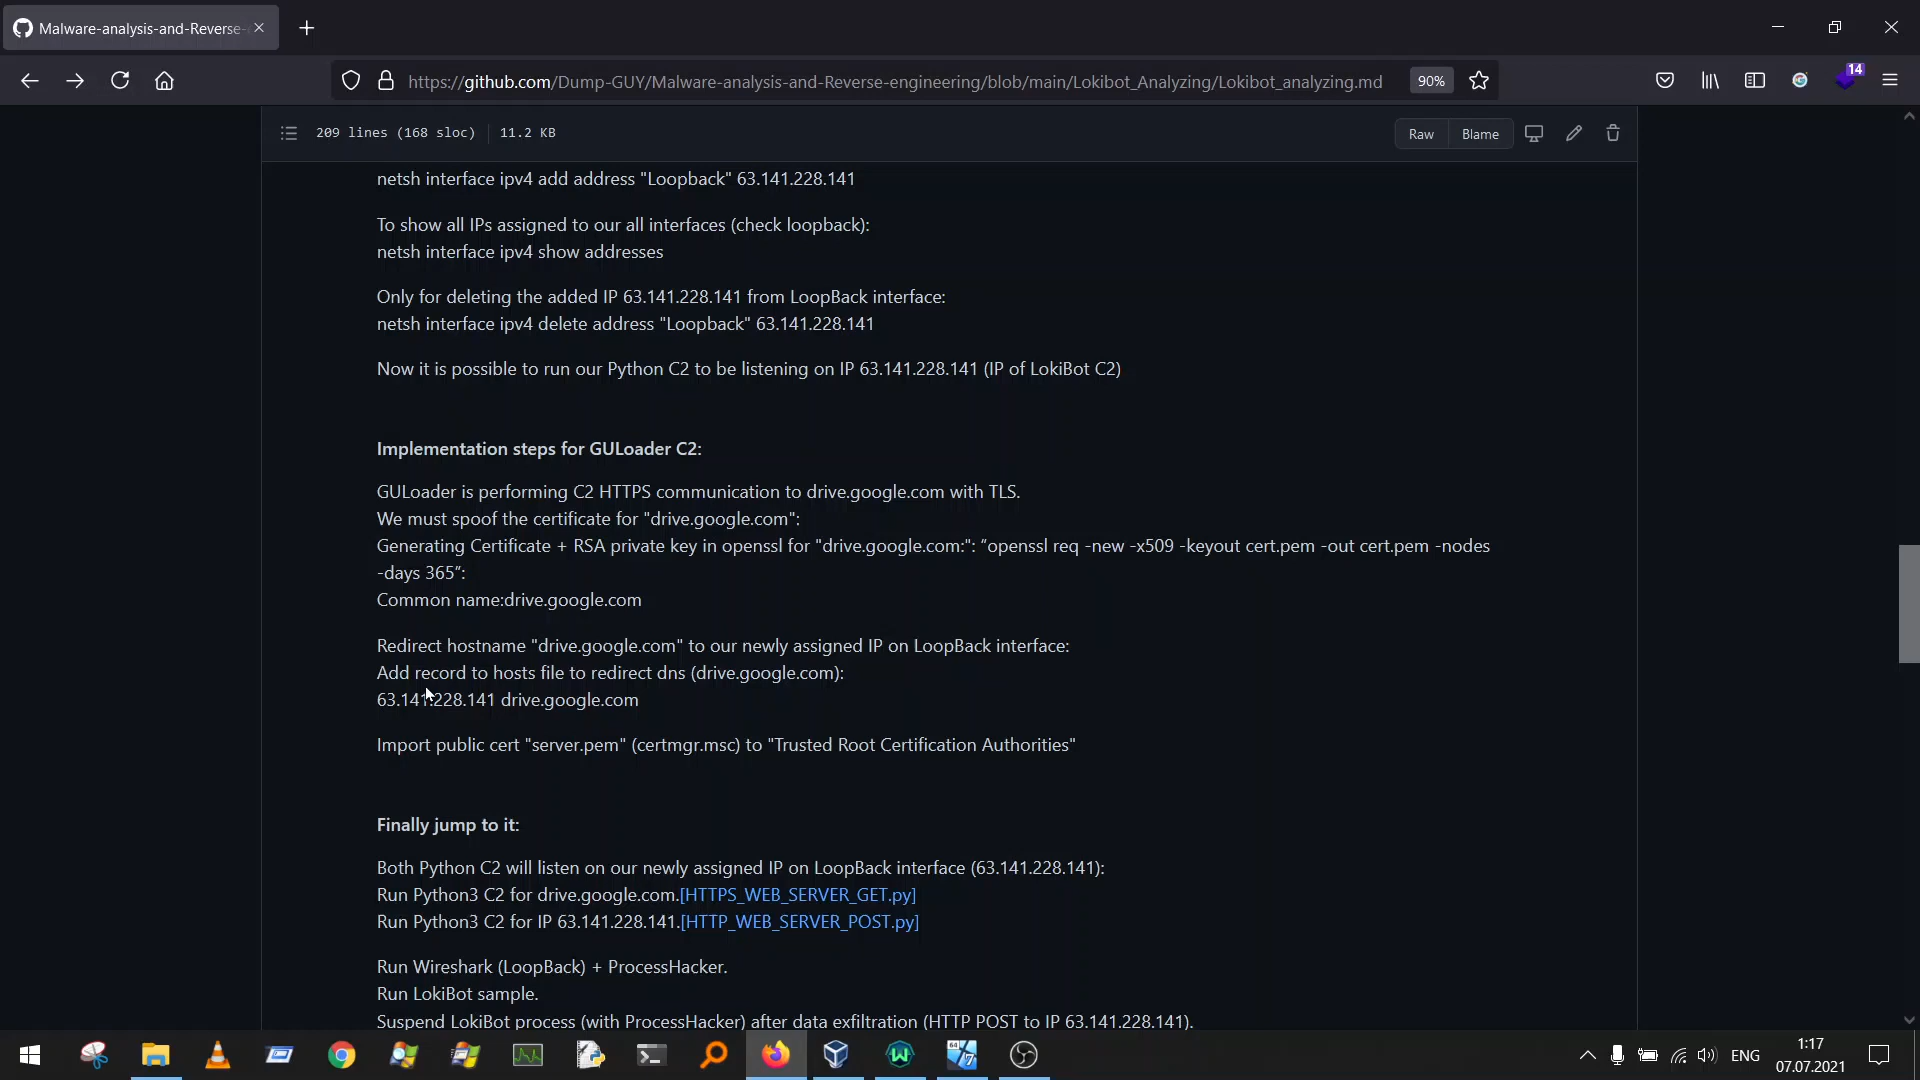 Malware-analysis-and-Reverse-
https://github.com/Dump-GUY/Malware-analysis-and-Reverse-engineering/blob/main/Lokibot_Analyzing/Lokibot_analyzing.md
90%
14
209 lines (168 sloc) 11.2 KB
Raw Blame
netsh interface ipv4 add address "Loopback" 63.141.228.141
To show all IPs assigned to our all interfaces (check loopback):
netsh interface ipv4 show addresses
Only for deleting the added IP 63.141.228.141 from LoopBack interface:
netsh interface ipv4 delete address "Loopback" 63.141.228.141
Now it is possible to run our Python C2 to be listening on IP 63.141.228.141 (IP of LokiBot C2)
Implementation steps for GULoader C2:
GULoader is performing C2 HTTPS communication to drive.google.com with TLS.
We must spoof the certificate for "drive.google.com":
Generating Certificate + RSA private key in openssl for "drive.google.com:": “openssl req -new -x509 -keyout cert.pem -out cert.pem -nodes
-days 365”:
Common name:drive.google.com
Redirect hostname "drive.google.com" to our newly assigned IP on LoopBack interface:
Add record to hosts file to redirect dns (drive.google.com):
63.141.228.141 drive.google.com
Import public cert "server.pem" (certmgr.msc) to "Trusted Root Certification Authorities"
Finally jump to it:
Both Python C2 will listen on our newly assigned IP on LoopBack interface (63.141.228.141):
Run Python3 C2 for drive.google.com.[HTTPS_WEB_SERVER_GET.py]
Run Python3 C2 for IP 63.141.228.141.[HTTP_WEB_SERVER_POST.py]
Run Wireshark (LoopBack) + ProcessHacker.
Run LokiBot sample.
Suspend LokiBot process (with ProcessHacker) after data exfiltration (HTTP POST to IP 63.141.228.141).
ENG
1:17
07.07.2021